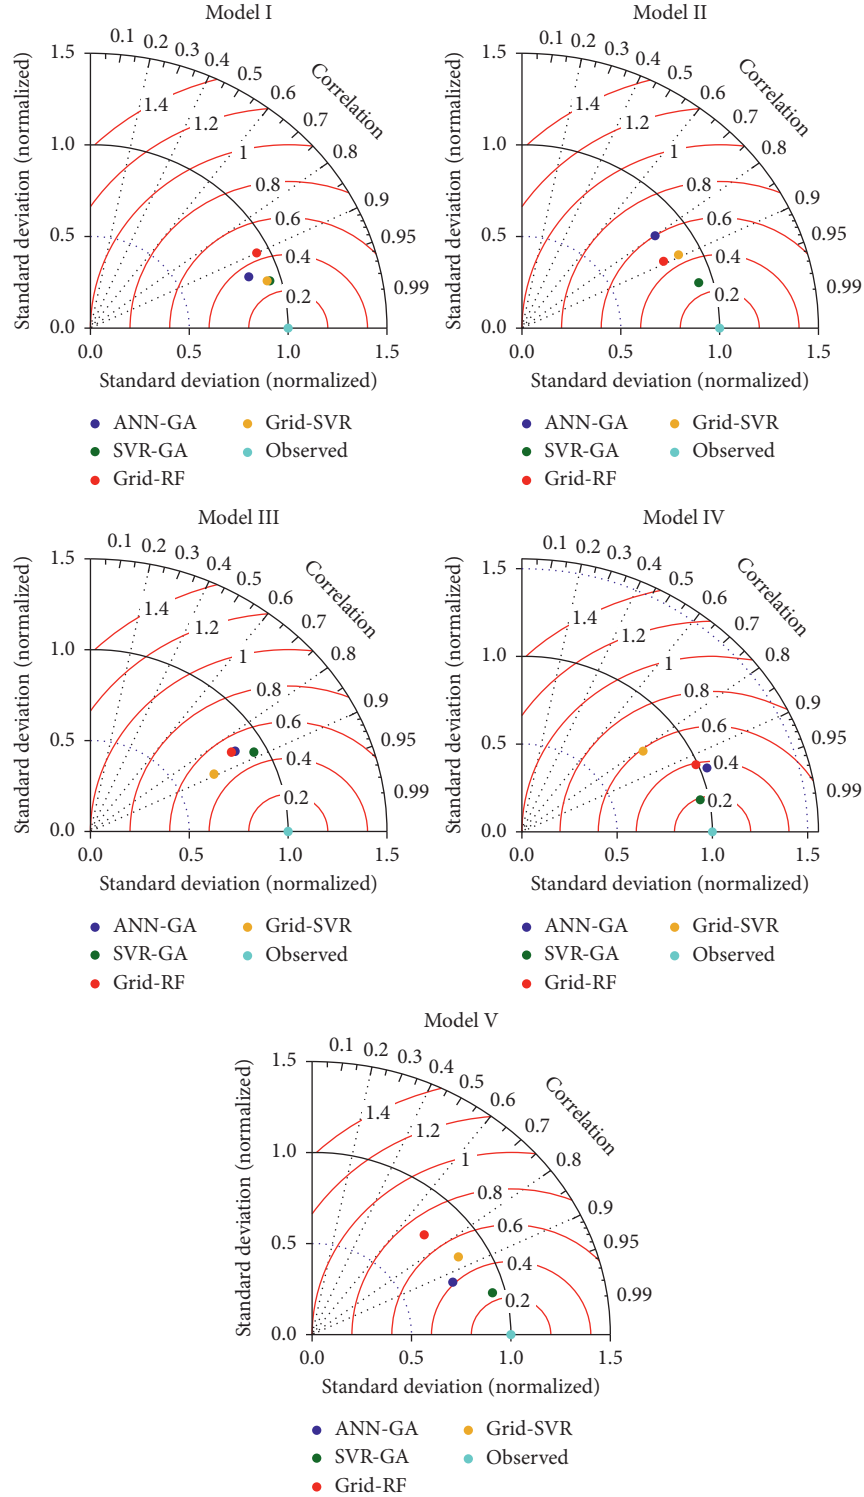 Model I
0.1 0.2 0.3 0.4 0.5 0.6 0.7 0.8 0.9 0.95 0.99
Correlation
1.5
1.0
0.5
0.0
Standard deviation (normalized)
1.4 1.2 1 0.8 0.6 0.4 0.2
0.0 0.5 1.0 1.5
Standard deviation (normalized)
ANN-GA
SVR-GA
Grid-RF
Grid-SVR
Observed
Model II
0.1 0.2 0.3 0.4 0.5 0.6 0.7 0.8 0.9 0.95 0.99
Correlation
1.5
1.0
0.5
0.0
Standard deviation (normalized)
1.4 1.2 1 0.8 0.6 0.4 0.2
0.0 0.5 1.0 1.5
Standard deviation (normalized)
ANN-GA
SVR-GA
Grid-RF
Grid-SVR
Observed
Model III
0.1 0.2 0.3 0.4 0.5 0.6 0.7 0.8 0.9 0.95 0.99
Correlation
1.5
1.0
0.5
0.0
Standard deviation (normalized)
1.4 1.2 1 0.8 0.6 0.4 0.2
0.0 0.5 1.0 1.5
Standard deviation (normalized)
ANN-GA
SVR-GA
Grid-RF
Grid-SVR
Observed
Model IV
0.1 0.2 0.3 0.4 0.5 0.6 0.7 0.8 0.9 0.95 0.99
Correlation
1.5
1.0
0.5
0.0
Standard deviation (normalized)
1.4 1.2 1 0.8 0.6 0.4 0.2
0.0 0.5 1.0 1.5
Standard deviation (normalized)
ANN-GA
SVR-GA
Grid-RF
Grid-SVR
Observed
Model V
0.1 0.2 0.3 0.4 0.5 0.6 0.7 0.8 0.9 0.95 0.99
Correlation
1.5
1.0
0.5
0.0
Standard deviation (normalized)
1.4 1.2 1 0.8 0.6 0.4 0.2
0.0 0.5 1.0 1.5
Standard deviation (normalized)
ANN-GA
SVR-GA
Grid-RF
Grid-SVR
Observed